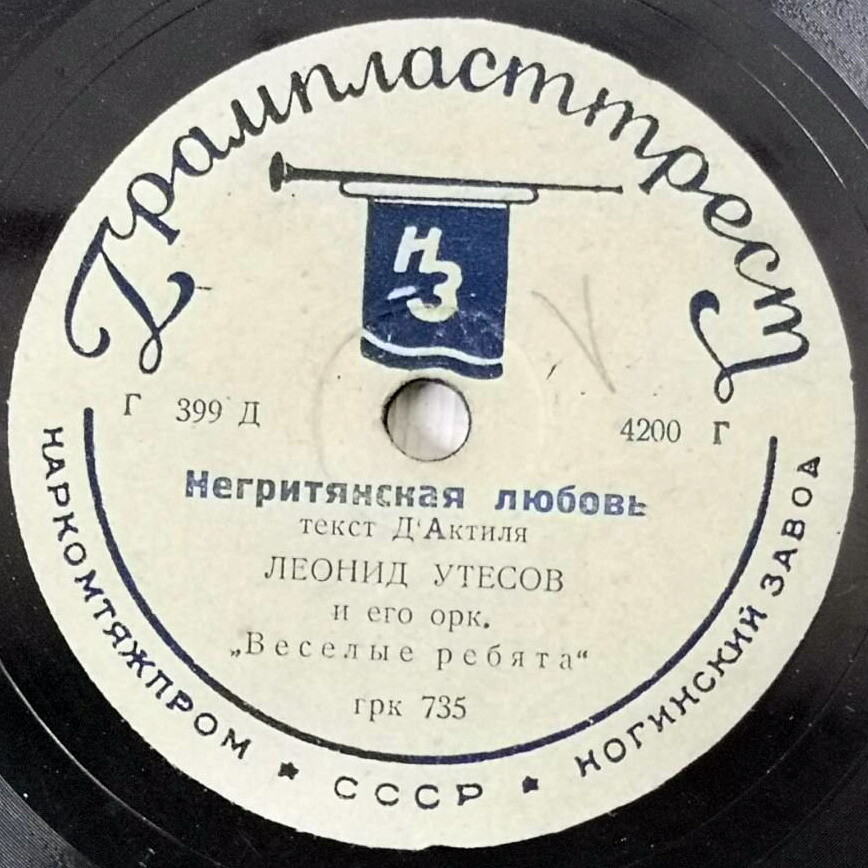 Грампласттрест
НЗ
Г 399 Д
4200 Г
Негритянская любовь
текст Д'Актиля
ЛЕОНИД УТЕСОВ
и его орк.
„Веселые ребята“
грк 735
НАРКОМТЯЖПРОМ ★ СССР ★ НОГИНСКИЙ ЗАВОД